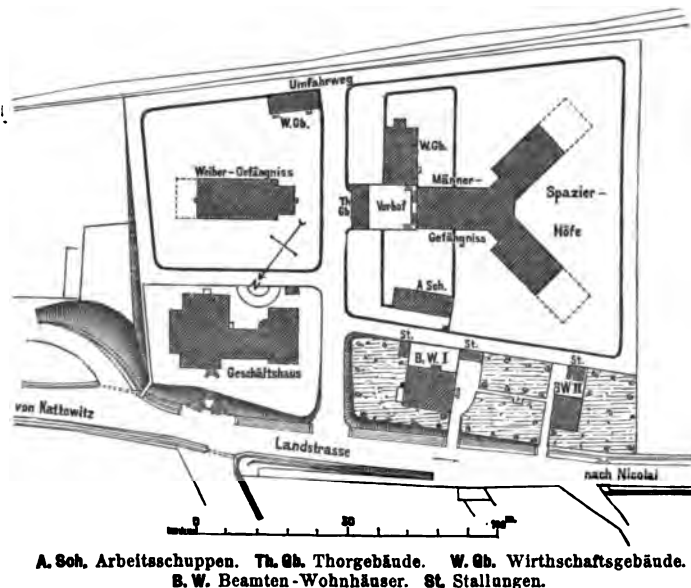 Umfahrweg
W.Gb.
W.Gb.
Weiber-Gefängniss
Männer-
Th.
Gb.
Vorhof
Spazier-
Höfe
Gefängniss
A Sch.
St.
St.
B. W. I
St.
BW II
Geschäftshaus
von Kattowitz
Landstrasse
nach Nicolai
0
50
A. Sch. Arbeitsschuppen. Th. Gb. Thorgebäude. W. Gb. Wirthschaftsgebäude.
B. W. Beamten-Wohnhäuser. St. Stallungen.